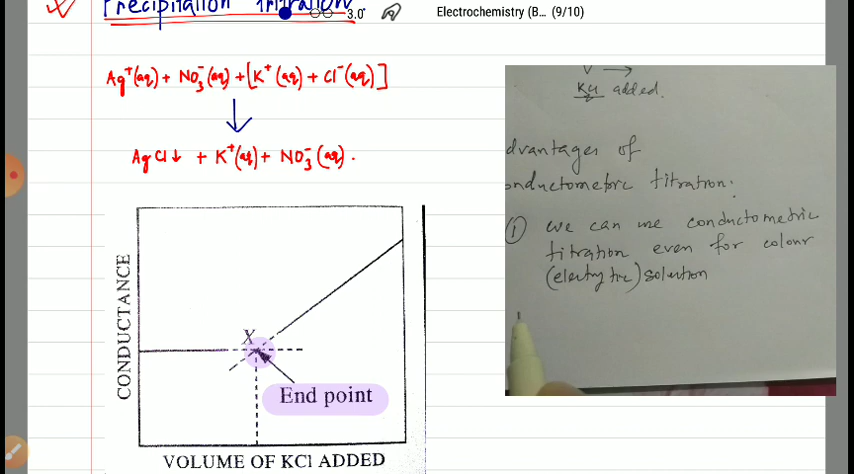 Precipitation titration
3.0
Electrochemistry (B... (9/10)
Ag⁺(aq) + NO₃⁻(aq) + [K⁺(aq) + Cl⁻(aq)]
AgCl↓ + K⁺(aq) + NO₃⁻(aq).
CONDUCTANCE
X
End point
VOLUME OF KCl ADDED
V →
KCl added.
dvantages of
onductometric titration.
① we can use conductometric
titration even for colour
(electrolytic) solution